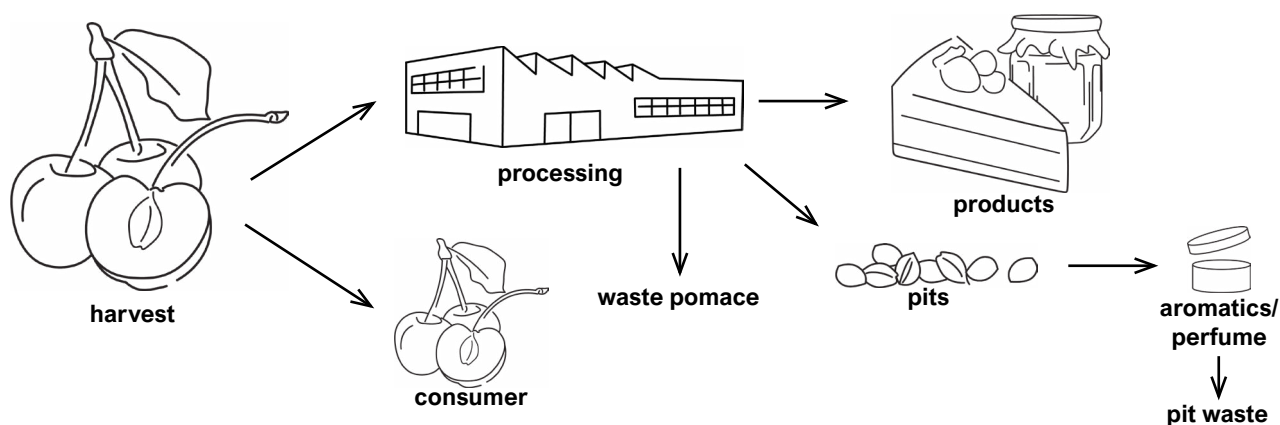 harvest
processing
products
consumer
waste pomace
pits
aromatics/
perfume
pit waste